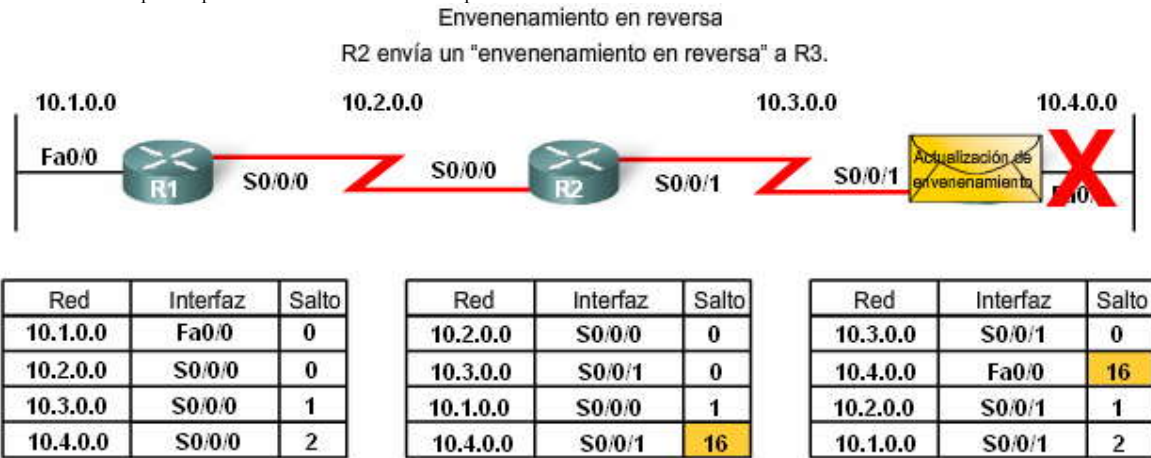 Envenenamiento en reversa
R2 envía un "envenenamiento en reversa" a R3.
10.1.0.0 10.2.0.0 10.3.0.0 10.4.0.0
Fa0/0 R1 S0/0/0 S0/0/0 R2 S0/0/1 S0/0/1
Actualización de
envenenamiento
Red Interfaz Salto
10.1.0.0 Fa0/0 0
10.2.0.0 S0/0/0 0
10.3.0.0 S0/0/0 1
10.4.0.0 S0/0/0 2
Red Interfaz Salto
10.2.0.0 S0/0/0 0
10.3.0.0 S0/0/1 0
10.1.0.0 S0/0/0 1
10.4.0.0 S0/0/1 16
Red Interfaz Salto
10.3.0.0 S0/0/1 0
10.4.0.0 Fa0/0 16
10.2.0.0 S0/0/1 1
10.1.0.0 S0/0/1 2